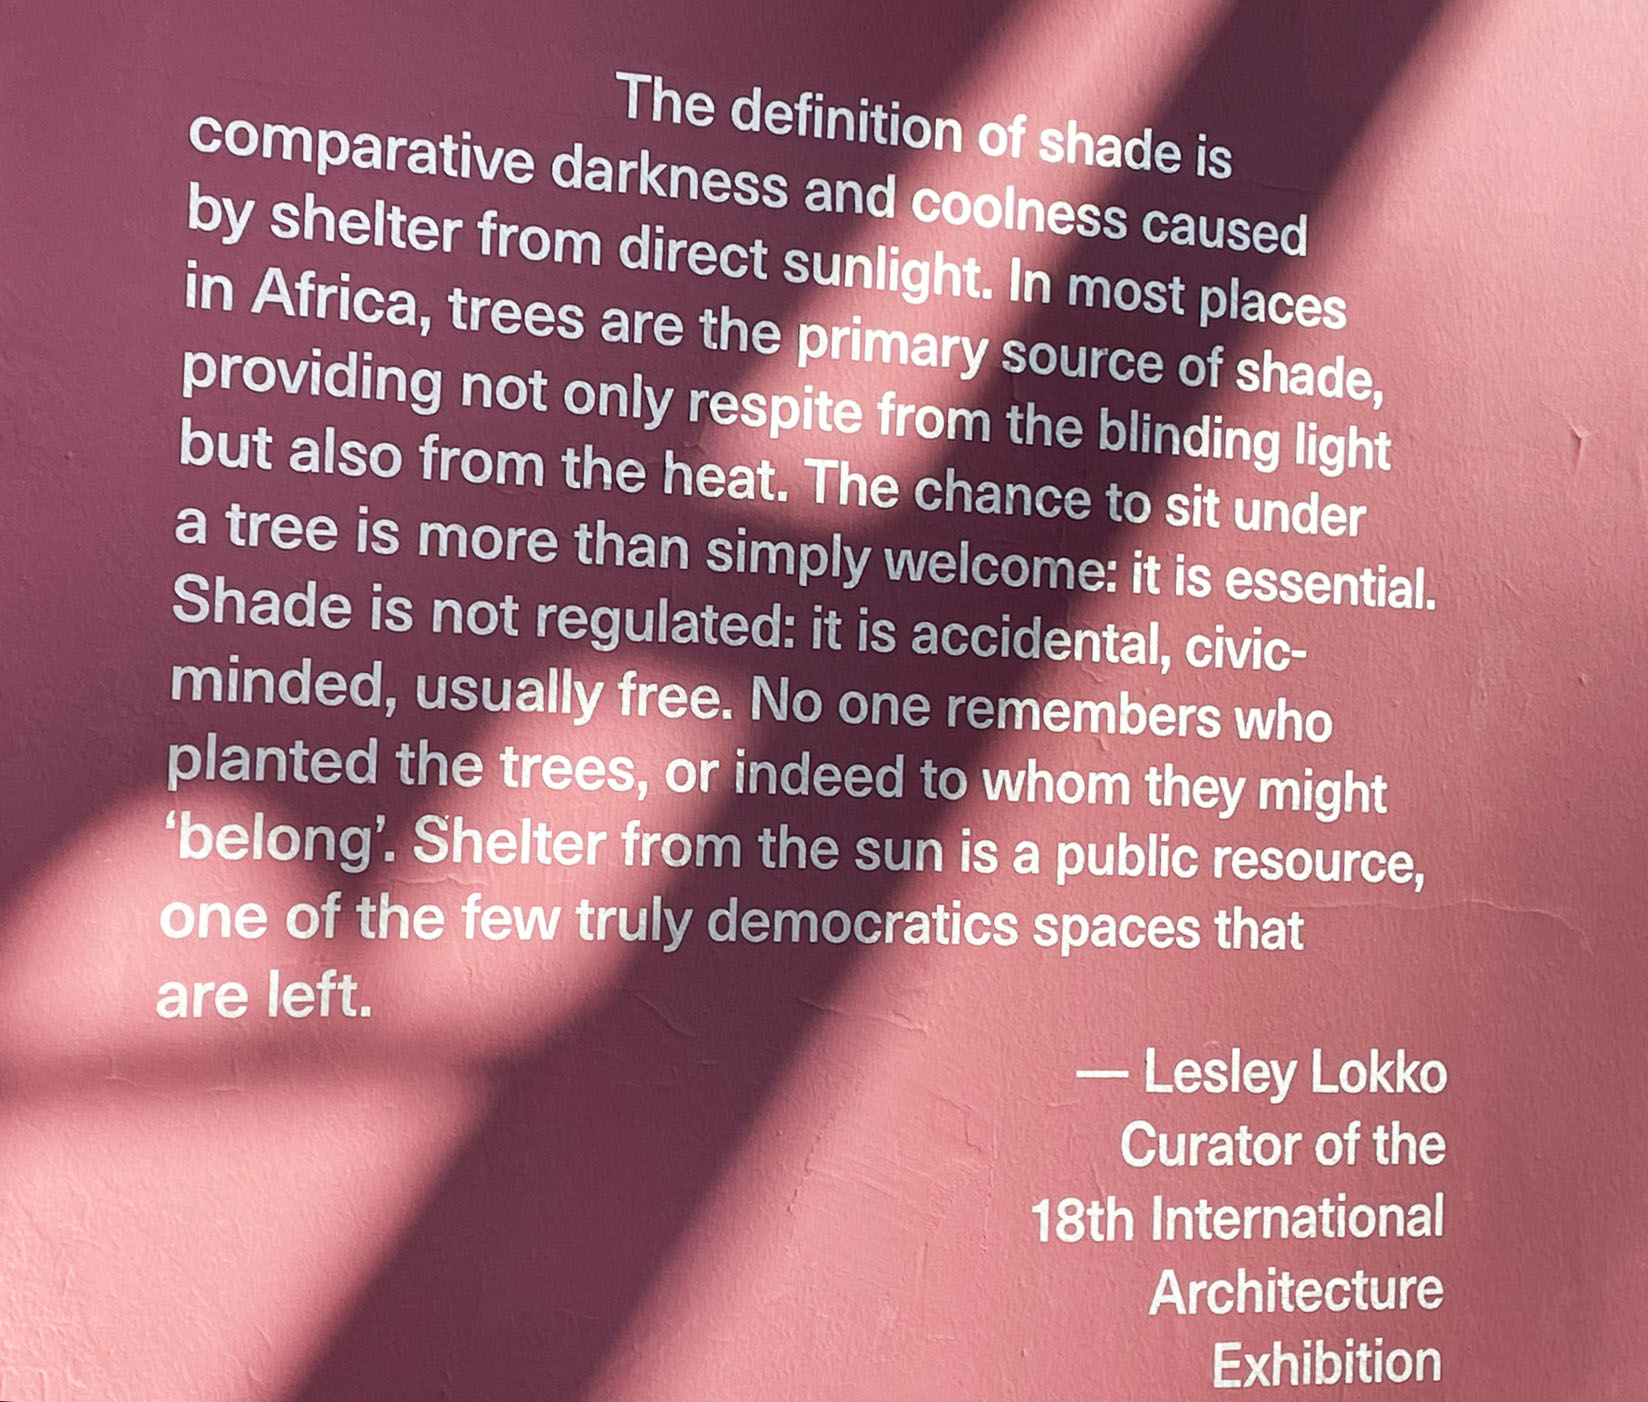 The definition of shade is
comparative darkness and coolness caused
by shelter from direct sunlight. In most places
in Africa, trees are the primary source of shade,
providing not only respite from the blinding light
but also from the heat. The chance to sit under
a tree is more than simply welcome: it is essential.
Shade is not regulated: it is accidental, civic-
minded, usually free. No one remembers who
planted the trees, or indeed to whom they might
‘belong’. Shelter from the sun is a public resource,
one of the few truly democratics spaces that
are left.
— Lesley Lokko
Curator of the
18th International
Architecture
Exhibition